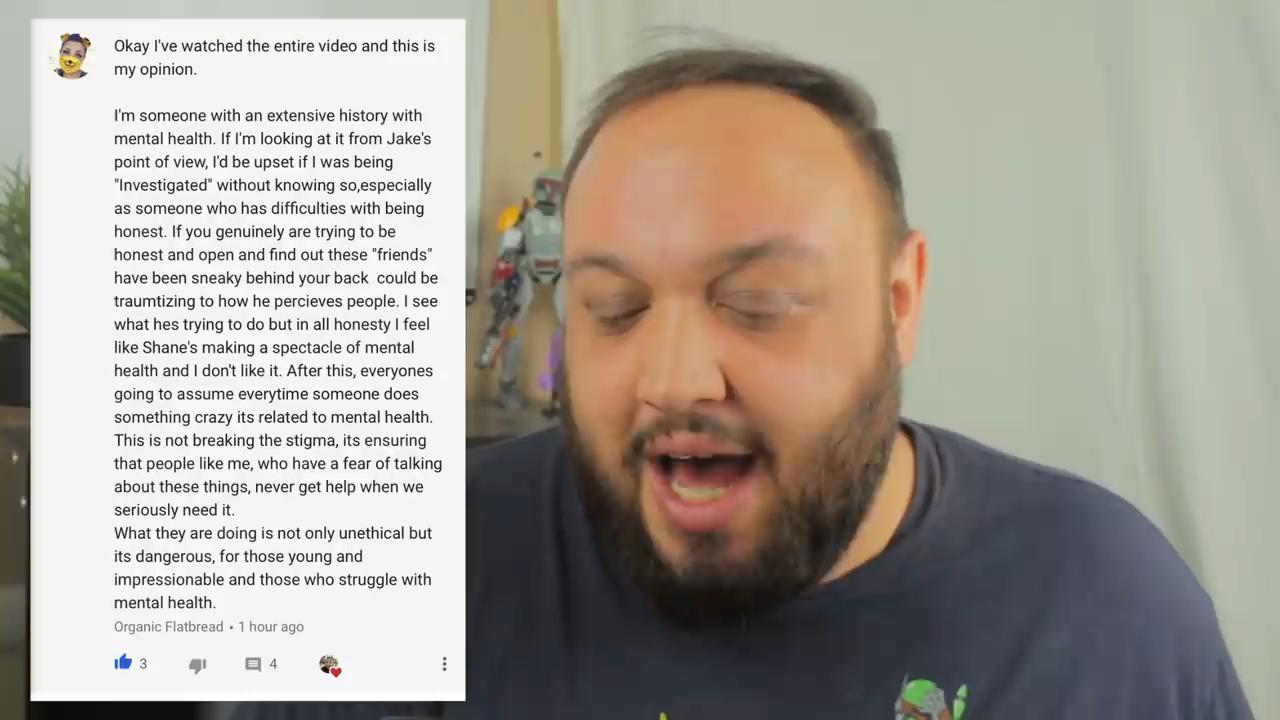 Okay I've watched the entire video and this is
my opinion.
I'm someone with an extensive history with
mental health. If I'm looking at it from Jake's
point of view, I'd be upset if I was being
"Investigated" without knowing so,especially
as someone who has difficulties with being
honest. If you genuinely are trying to be
honest and open and find out these "friends"
have been sneaky behind your back  could be
traumtizing to how he percieves people. I see
what hes trying to do but in all honesty I feel
like Shane's making a spectacle of mental
health and I don't like it. After this, everyones
going to assume everytime someone does
something crazy its related to mental health.
This is not breaking the stigma, its ensuring
that people like me, who have a fear of talking
about these things, never get help when we
seriously need it.
What they are doing is not only unethical but
its dangerous, for those young and
impressionable and those who struggle with
mental health.
Organic Flatbread • 1 hour ago
3 4